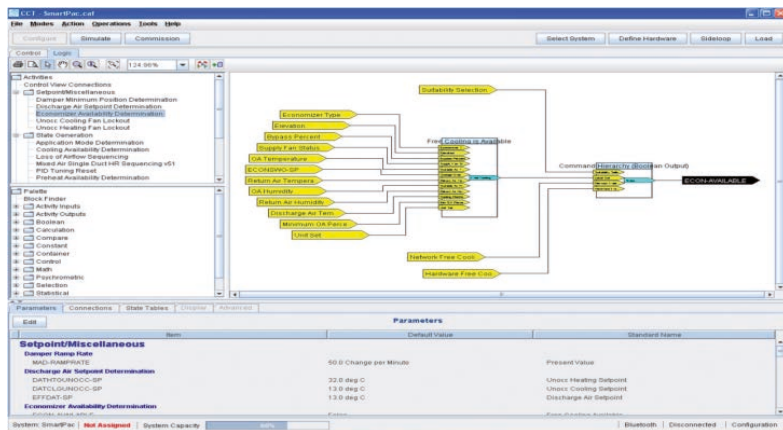 CCT - SmartPac.caf
File Modes Action Operations Tools Help
Configure Simulate Commission Select System Define Hardware Sideloop Load
Control Logic
124.98%
Activities
Control View Connections
Setpoint/Miscellaneous
Damper Minimum Position Determination
Discharge Air Setpoint Determination
Economizer Availability Determination
Unocc Cooling Fan Lockout
Unocc Heating Fan Lockout
State Generation
Application Mode Determination
Cooling Availability Determination
Loss of Airflow Sequencing
Mixed Air Single Duct HR Sequencing v51
PID Tuning Reset
Preheat Availability Determination
Palette
Block Finder
Activity Inputs
Activity Outputs
Boolean
Calculation
Compare
Constant
Container
Control
Math
Psychrometric
Selection
Statistical
Suitability Selection
Economizer Type
Elevation
Bypass Percent
Supply Fan Status
OA Temperature
ECONSWO-SP
Return Air Tempera
OA Humidity
Return Air Humidity
Discharge Air Tem
Minimum OA Perce
Unit Set
Free Cooling is Available
Command Hierarchy (Boolean Output)
ECON-AVAILABLE
Network Free Cook
Hardware Free Coo
Parameters Connections State Tables Display Advanced
Edit Parameters
Item Default Value Standard Name
Setpoint/Miscellaneous
Damper Ramp Rate
MAD-RAMPRATE 50.0 Change per Minute Present Value
Discharge Air Setpoint Determination
DATHTGUNOCC-SP 32.0 deg C Unocc Heating Setpoint
DATCLGUNOCC-SP 13.0 deg C Unocc Cooling Setpoint
EFFDAT-SP 13.0 deg C Discharge Air Setpoint
Economizer Availability Determination
System: SmartPac Not Assigned System Capacity Bluetooth Disconnected Configuration